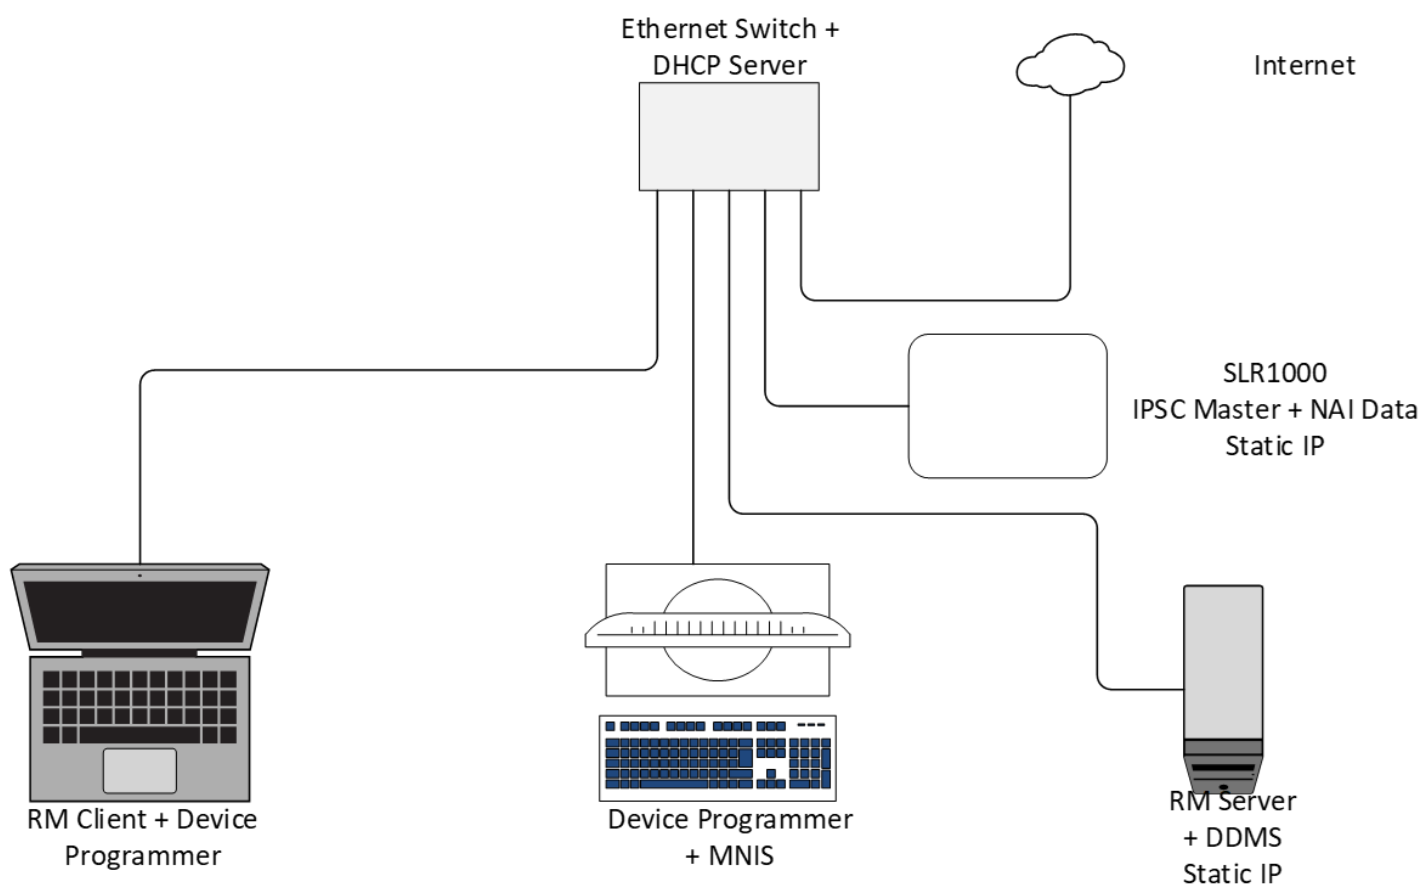 Ethernet Switch +
DHCP Server
Internet
SLR1000
IPSC Master + NAI Data
Static IP
RM Client + Device
Programmer
Device Programmer
+ MNIS
RM Server
+ DDMS
Static IP